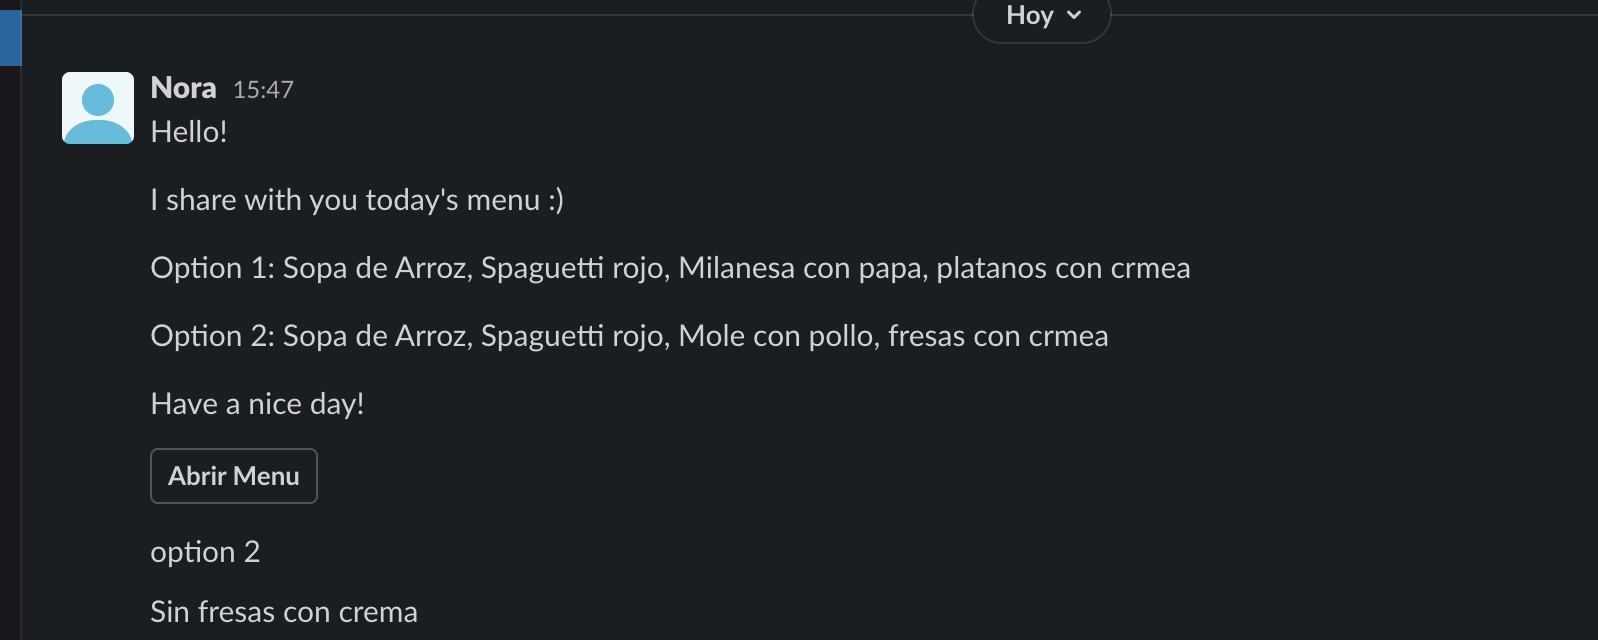 Hoy
Nora 15:47
Hello!
I share with you today's menu :)
Option 1: Sopa de Arroz, Spaguetti rojo, Milanesa con papa, platanos con crmea
Option 2: Sopa de Arroz, Spaguetti rojo, Mole con pollo, fresas con crmea
Have a nice day!
Abrir Menu
option 2
Sin fresas con crema